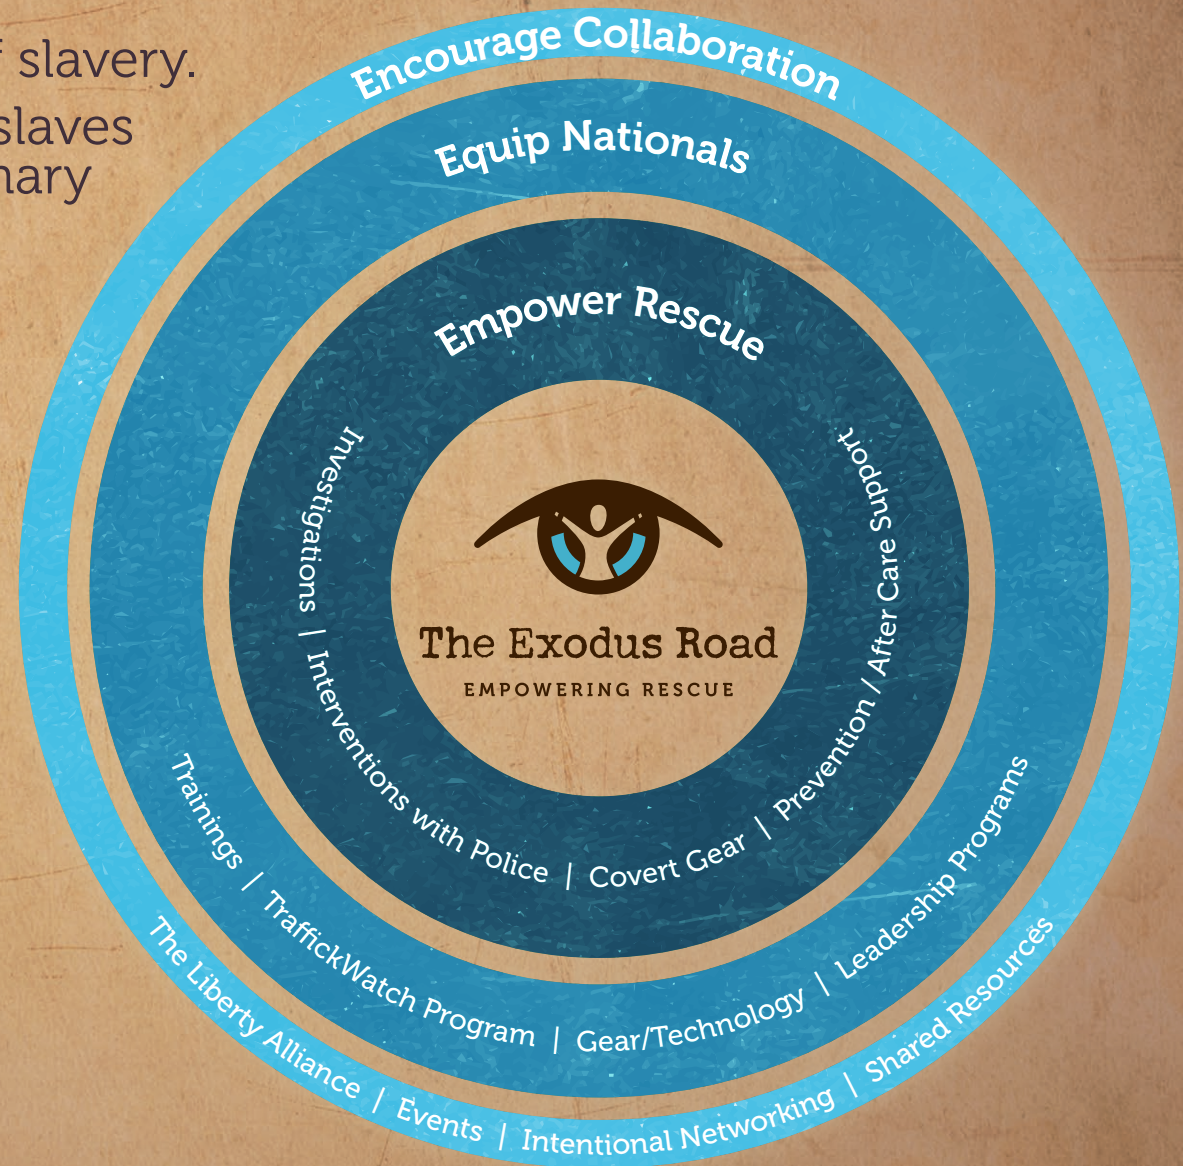 slavery.
slaves
Encourage Collaboration
Equip Nationals
Empower Rescue
Investigations | Interventions with Police | Covert Gear | Prevention / After Care Support
The Exodus Road
EMPOWERING RESCUE
Trainings | TraffickWatch Program | Gear/Technology | Leadership Programs
The Liberty Alliance | Events | Intentional Networking | Shared Resources